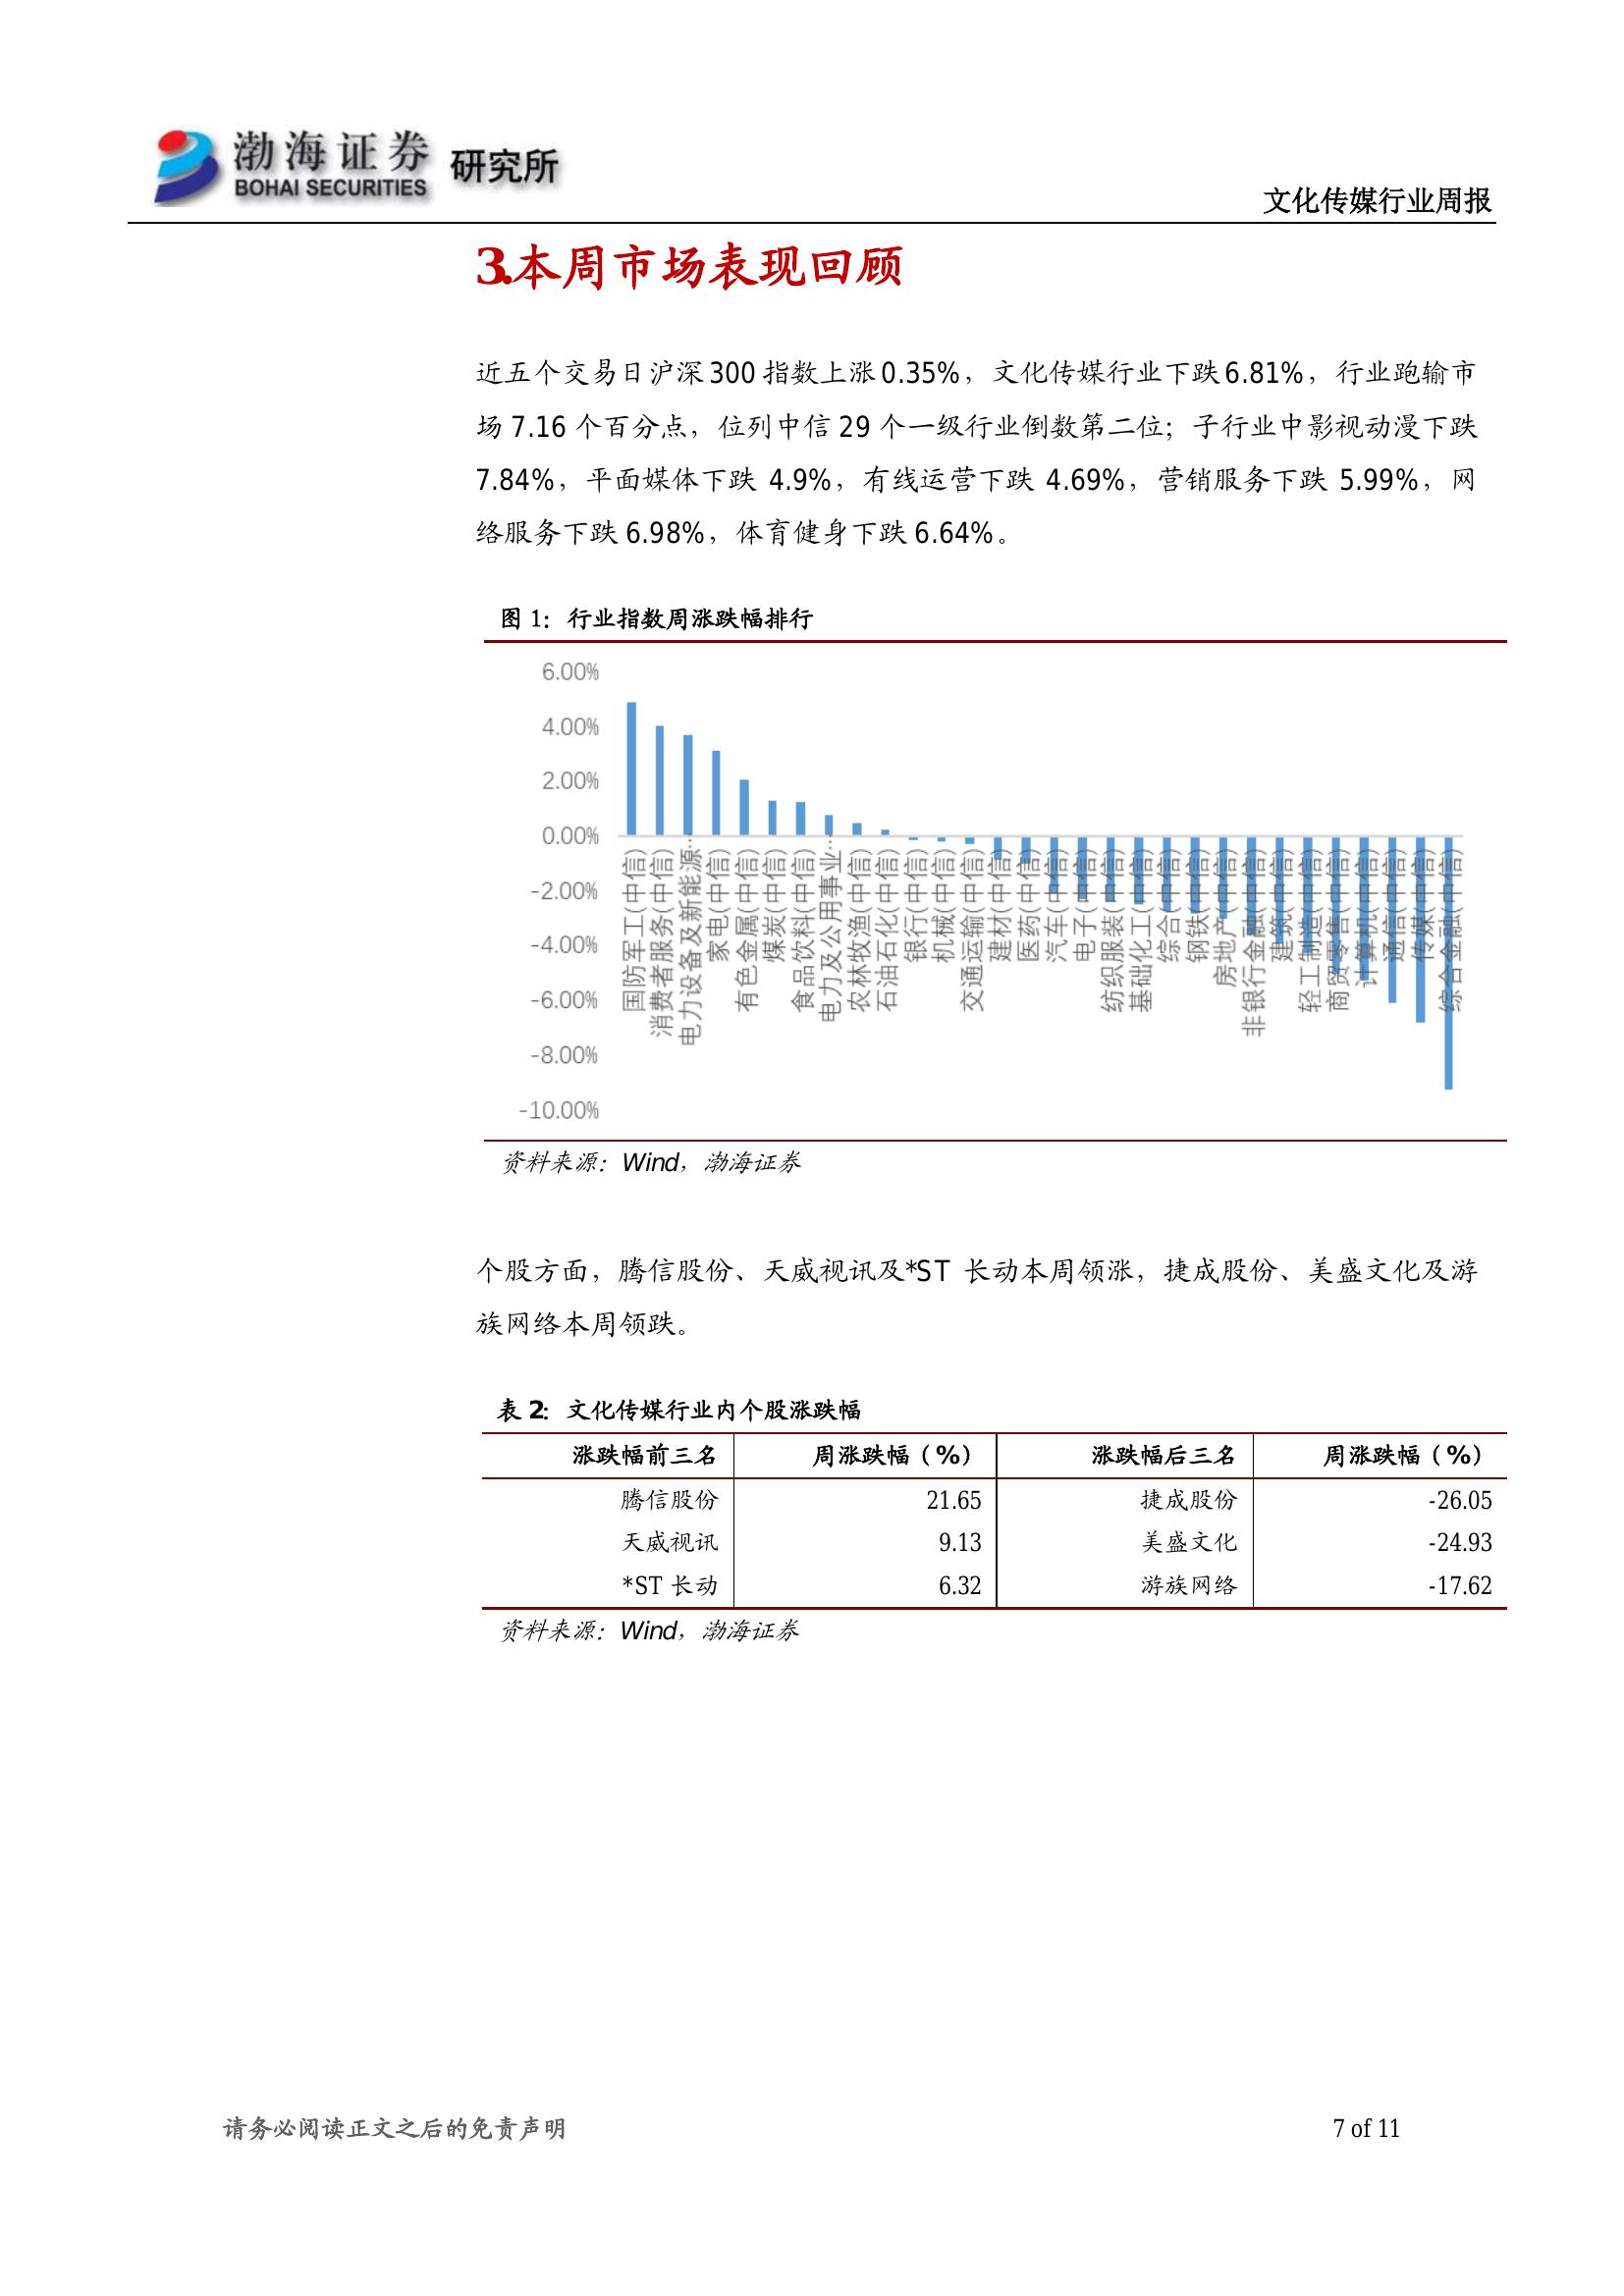 渤海证券 研究所
BOHAI SECURITIES
文化传媒行业周报
3.本周市场表现回顾
近五个交易日沪深 300 指数上涨 0.35%，文化传媒行业下跌 6.81%，行业跑输市
场 7.16 个百分点，位列中信 29 个一级行业倒数第二位；子行业中影视动漫下跌
7.84%，平面媒体下跌 4.9%，有线运营下跌 4.69%，营销服务下跌 5.99%，网
络服务下跌 6.98%，体育健身下跌 6.64%。
图 1：行业指数周涨跌幅排行
6.00%
4.00%
2.00%
0.00%
-2.00%
-4.00%
-6.00%
-8.00%
-10.00%
国防军工(中信)
消费者服务(中信)
电力设备及新能源…
家电(中信)
有色金属(中信)
煤炭(中信)
食品饮料(中信)
电力及公用事业…
农林牧渔(中信)
石油石化(中信)
银行(中信)
机械(中信)
交通运输(中信)
建材(中信)
医药(中信)
汽车(中信)
电子(中信)
纺织服装(中信)
基础化工(中信)
综合(中信)
钢铁(中信)
房地产(中信)
非银行金融(中信)
建筑(中信)
轻工制造(中信)
商贸零售(中信)
计算机(中信)
通信(中信)
传媒(中信)
综合金融(中信)
资料来源：Wind，渤海证券
个股方面，腾信股份、天威视讯及*ST 长动本周领涨，捷成股份、美盛文化及游
族网络本周领跌。
表 2：文化传媒行业内个股涨跌幅
涨跌幅前三名 周涨跌幅（%） 涨跌幅后三名 周涨跌幅（%）
腾信股份 21.65 捷成股份 -26.05
天威视讯 9.13 美盛文化 -24.93
*ST 长动 6.32 游族网络 -17.62
资料来源：Wind，渤海证券
请务必阅读正文之后的免责声明 7 of 11